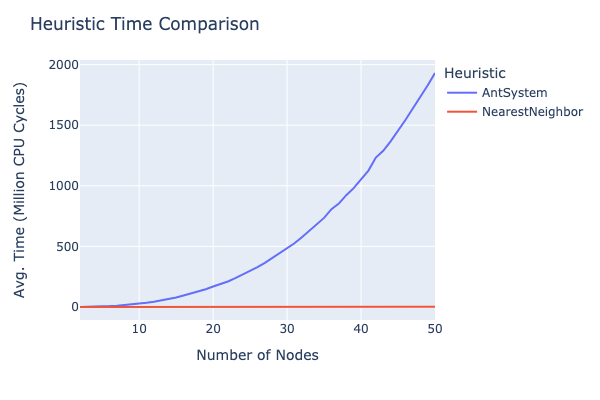 Heuristic Time Comparison
Heuristic
AntSystem
NearestNeighbor
Avg. Time (Million CPU Cycles)
2000
1500
1000
500
0
10 20 30 40 50
Number of Nodes